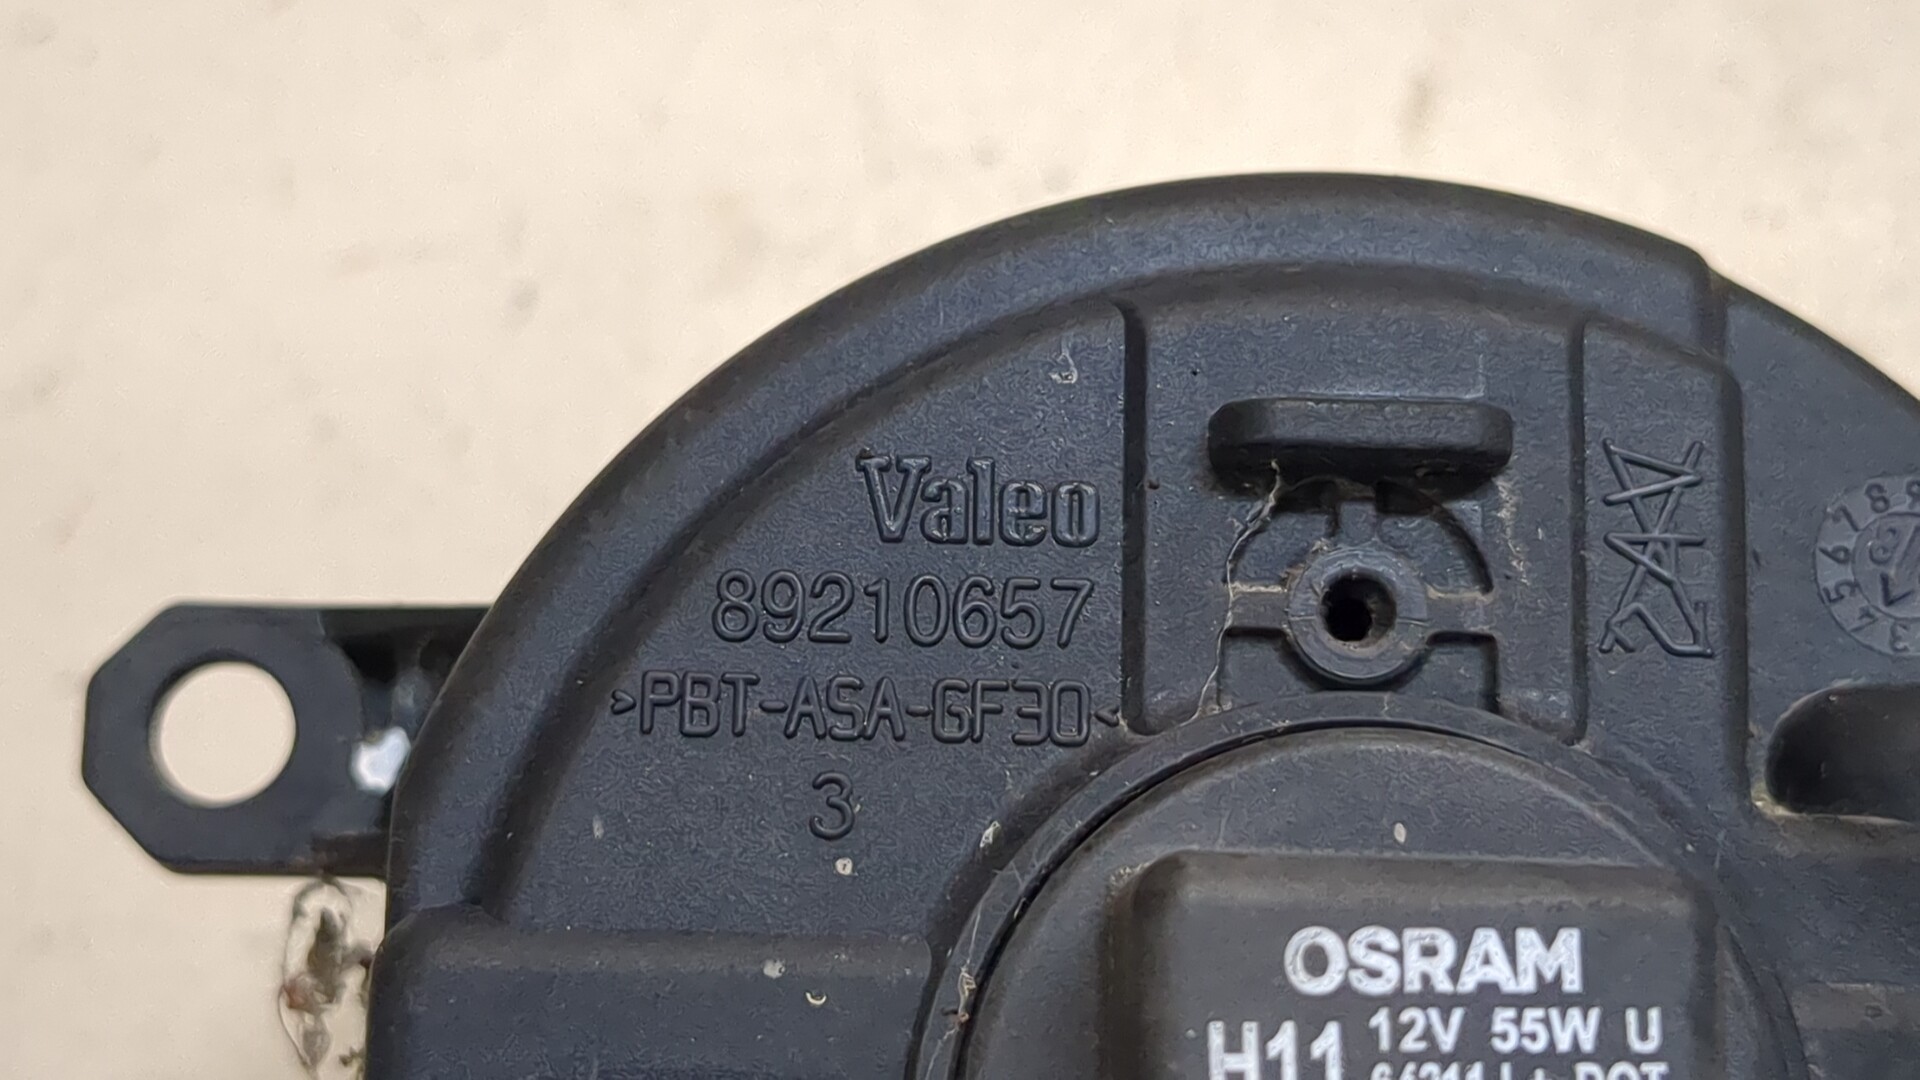 Valeo
89210657
>PBT-ASA-GF30<
3
OSRAM
H11 12V 55W U